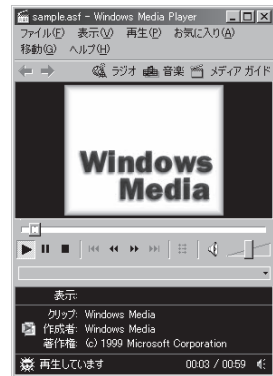 sample.asf - Windows Media Player
ファイル(F) 表示(V) 再生(P) お気に入り(A)
移動(G) ヘルプ(H)
ラジオ 音楽 メディア ガイド
Windows
Media
表示:
クリップ: Windows Media
作成者: Windows Media
著作権: (c) 1999 Microsoft Corporation
再生しています 00:03 / 00:59